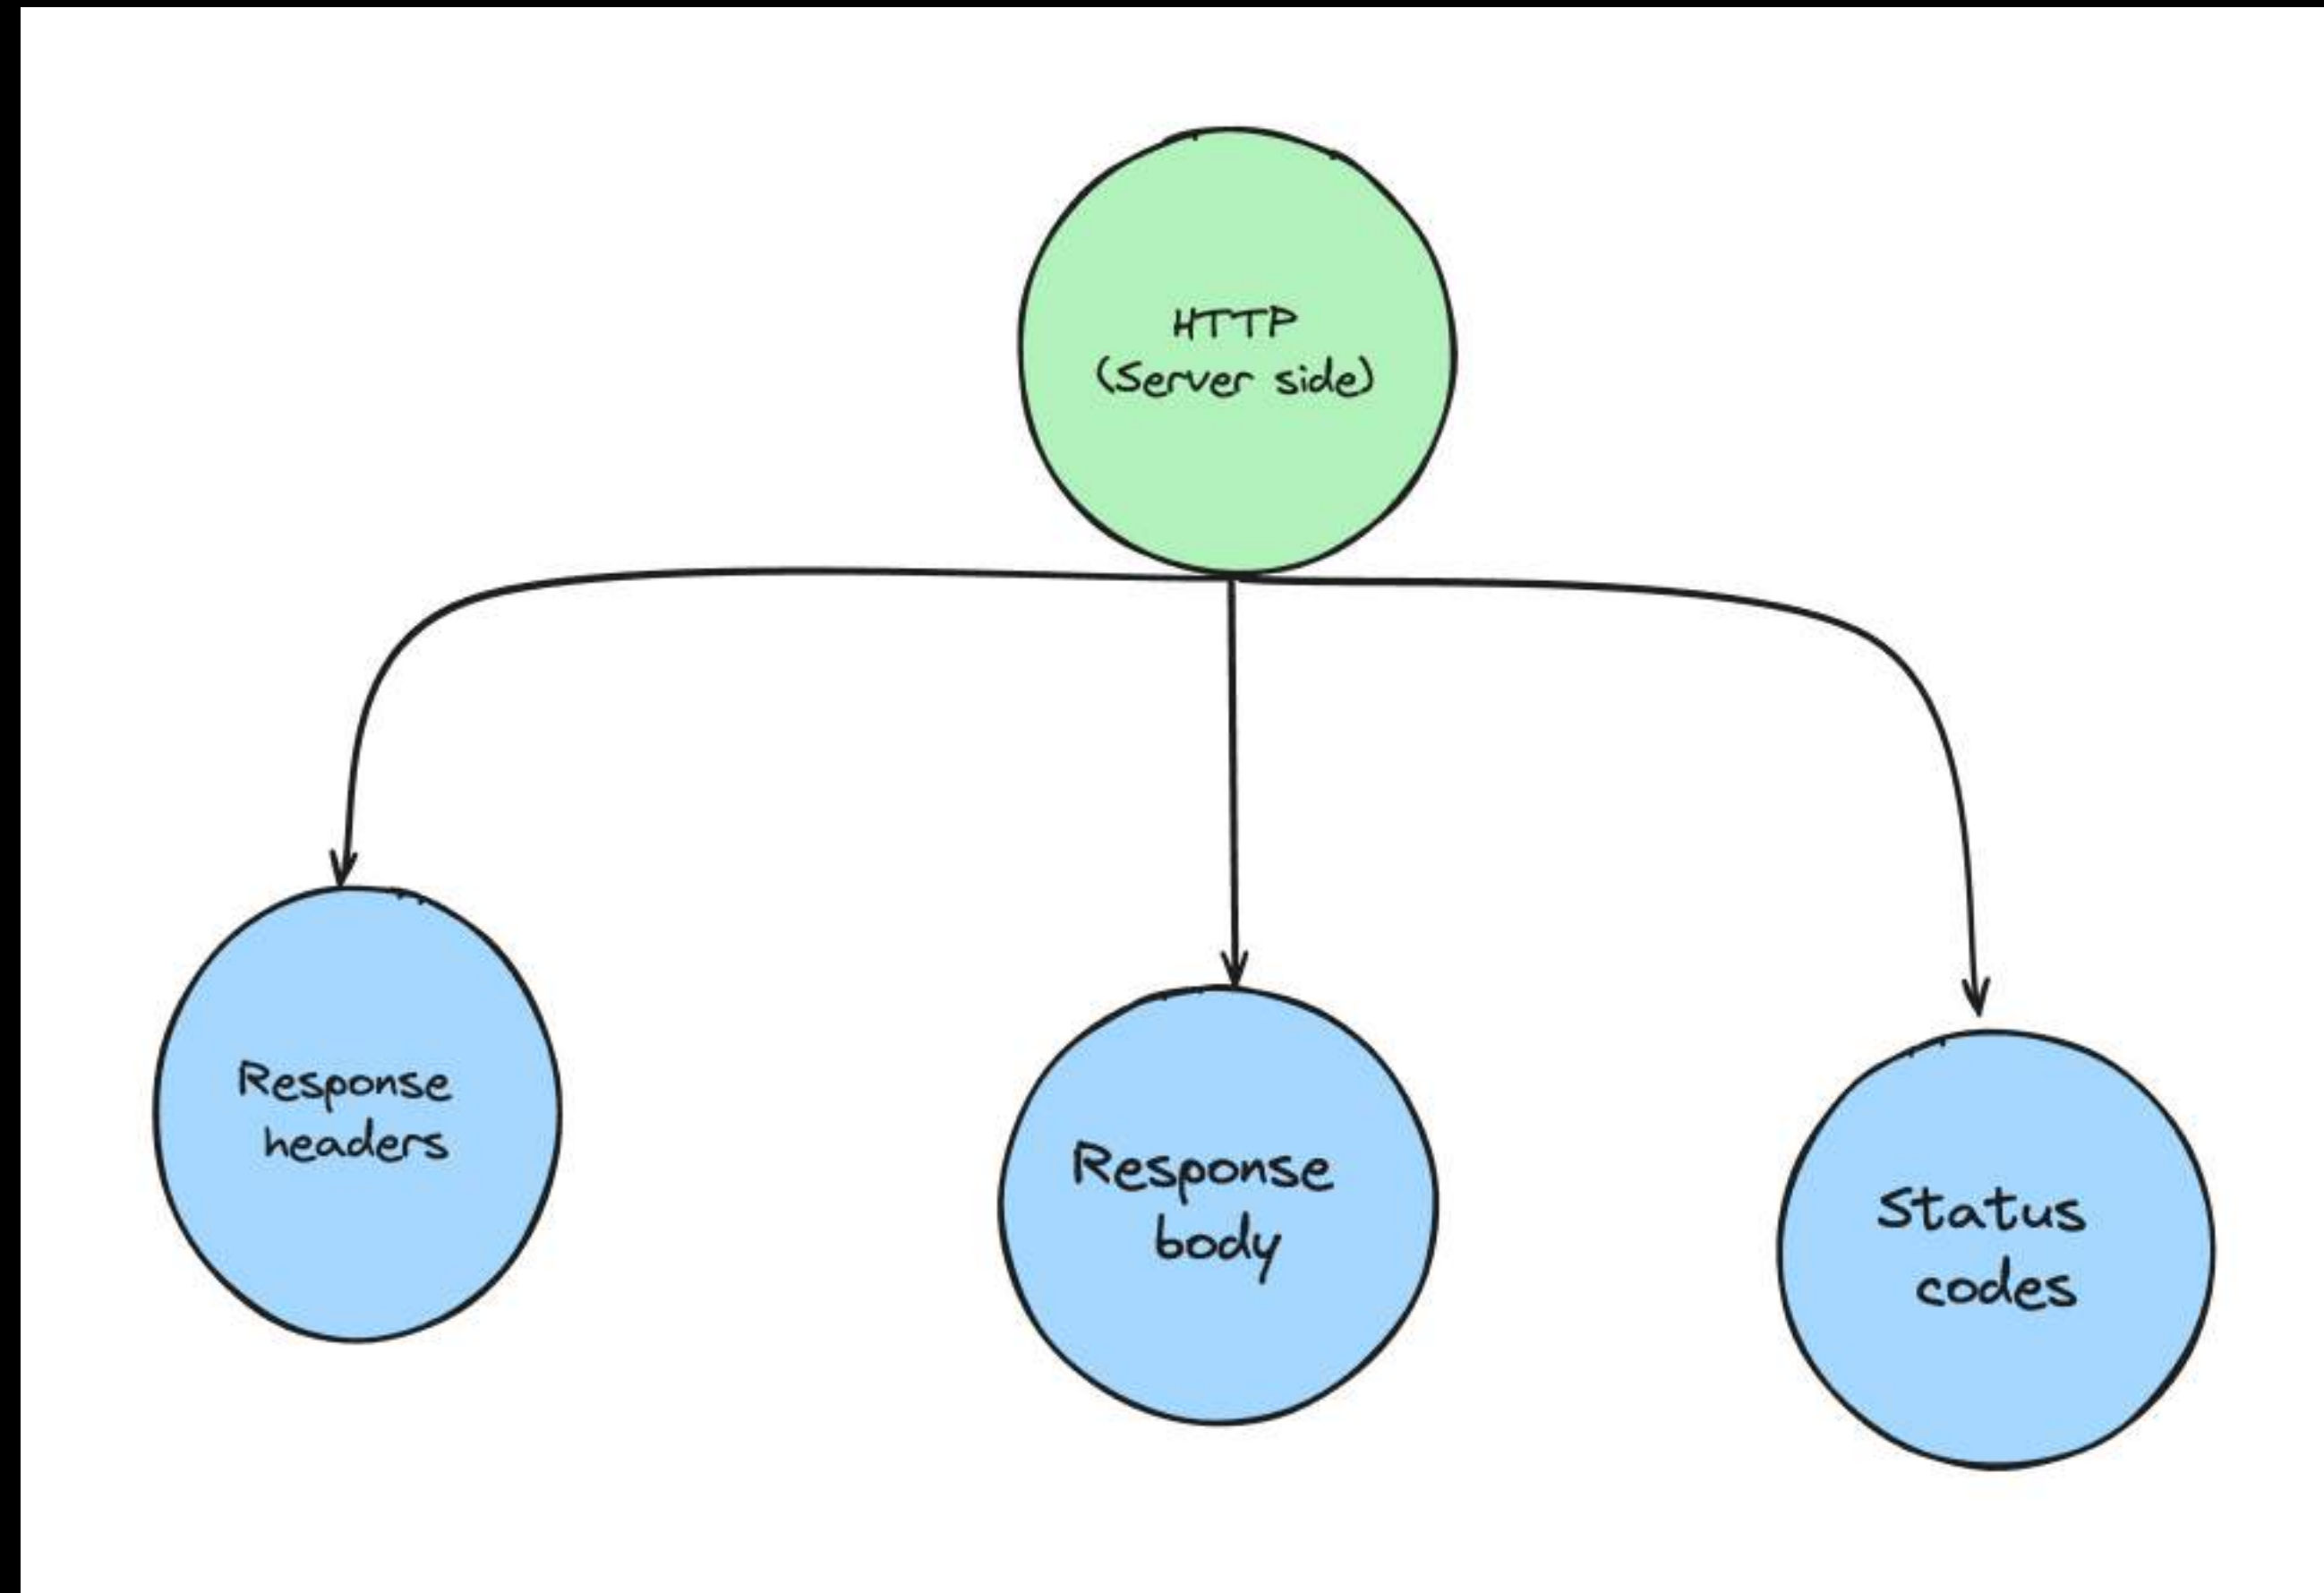 HTTP
(Server side)
Response
headers
Response
body
Status
codes